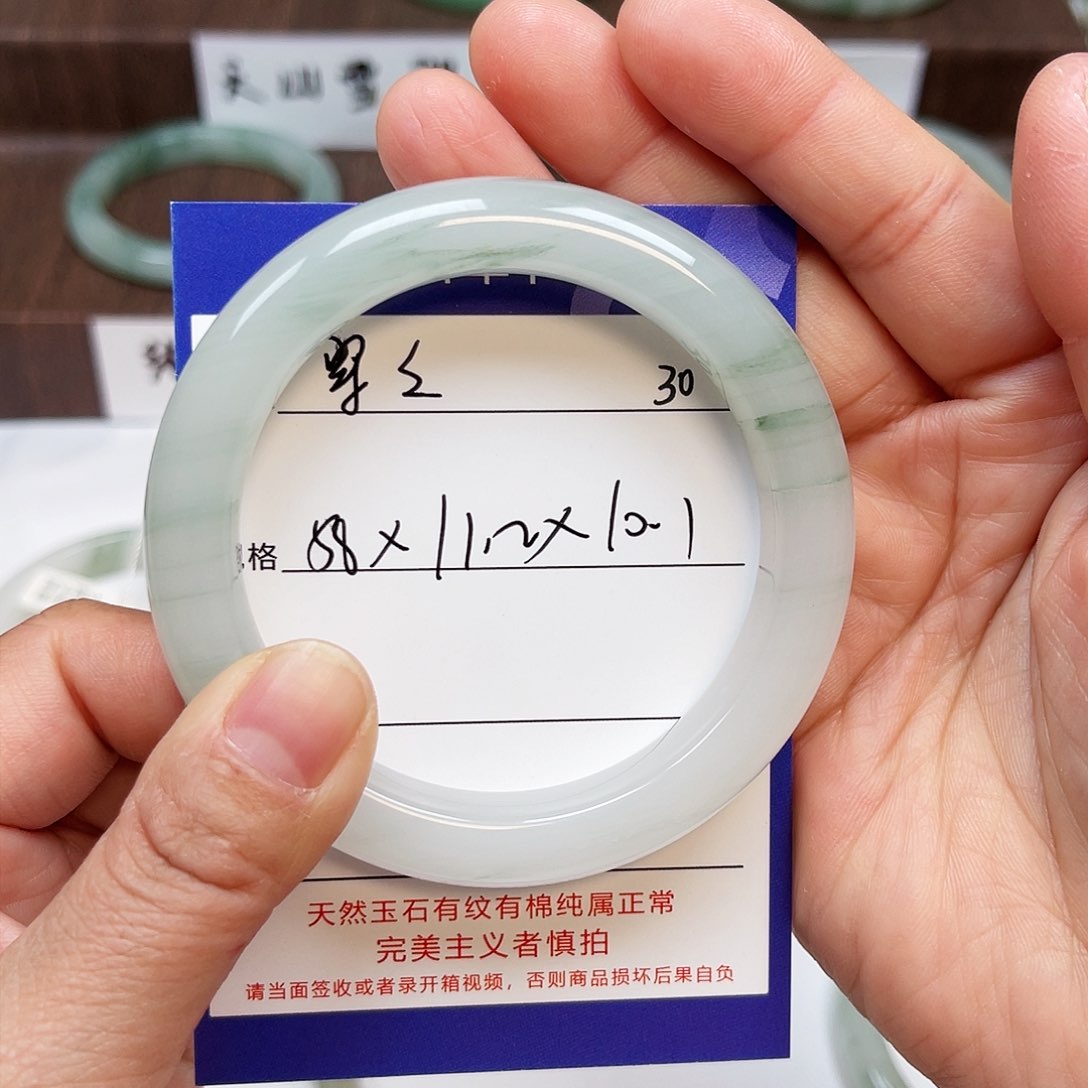 天山雪
30
格 58×11.2×10.1
天然玉石有纹有棉纯属正常
完美主义者慎拍
请当面签收或者录开箱视频，否则商品损坏后果自负